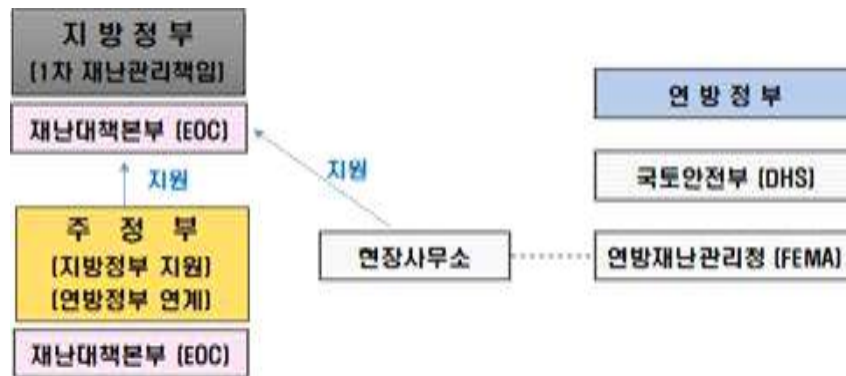 지 방 정 부
(1차 재난관리책임)
재난대책본부 (EOC)
지원
주 정 부
(지방정부 지원)
(연방정부 연계)
재난대책본부 (EOC)
지원
현장사무소
연 방 정 부
국토안전부 (DHS)
연방재난관리청 (FEMA)